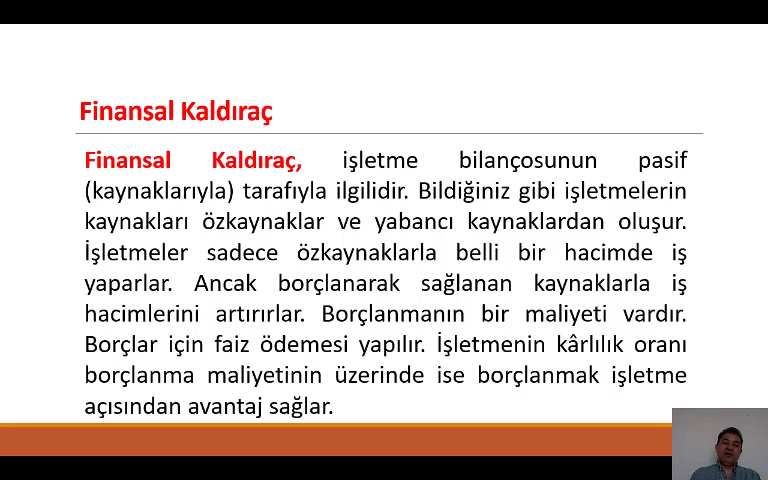 Finansal Kaldıraç
Finansal Kaldıraç, işletme bilançosunun pasif
(kaynaklarıyla) tarafıyla ilgilidir. Bildiğiniz gibi işletmelerin
kaynakları özkaynaklar ve yabancı kaynaklardan oluşur.
İşletmeler sadece özkaynaklarla belli bir hacimde iş
yaparlar. Ancak borçlanarak sağlanan kaynaklarla iş
hacimlerini artırırlar. Borçlanmanın bir maliyeti vardır.
Borçlar için faiz ödemesi yapılır. İşletmenin kârlılık oranı
borçlanma maliyetinin üzerinde ise borçlanmak işletme
açısından avantaj sağlar.